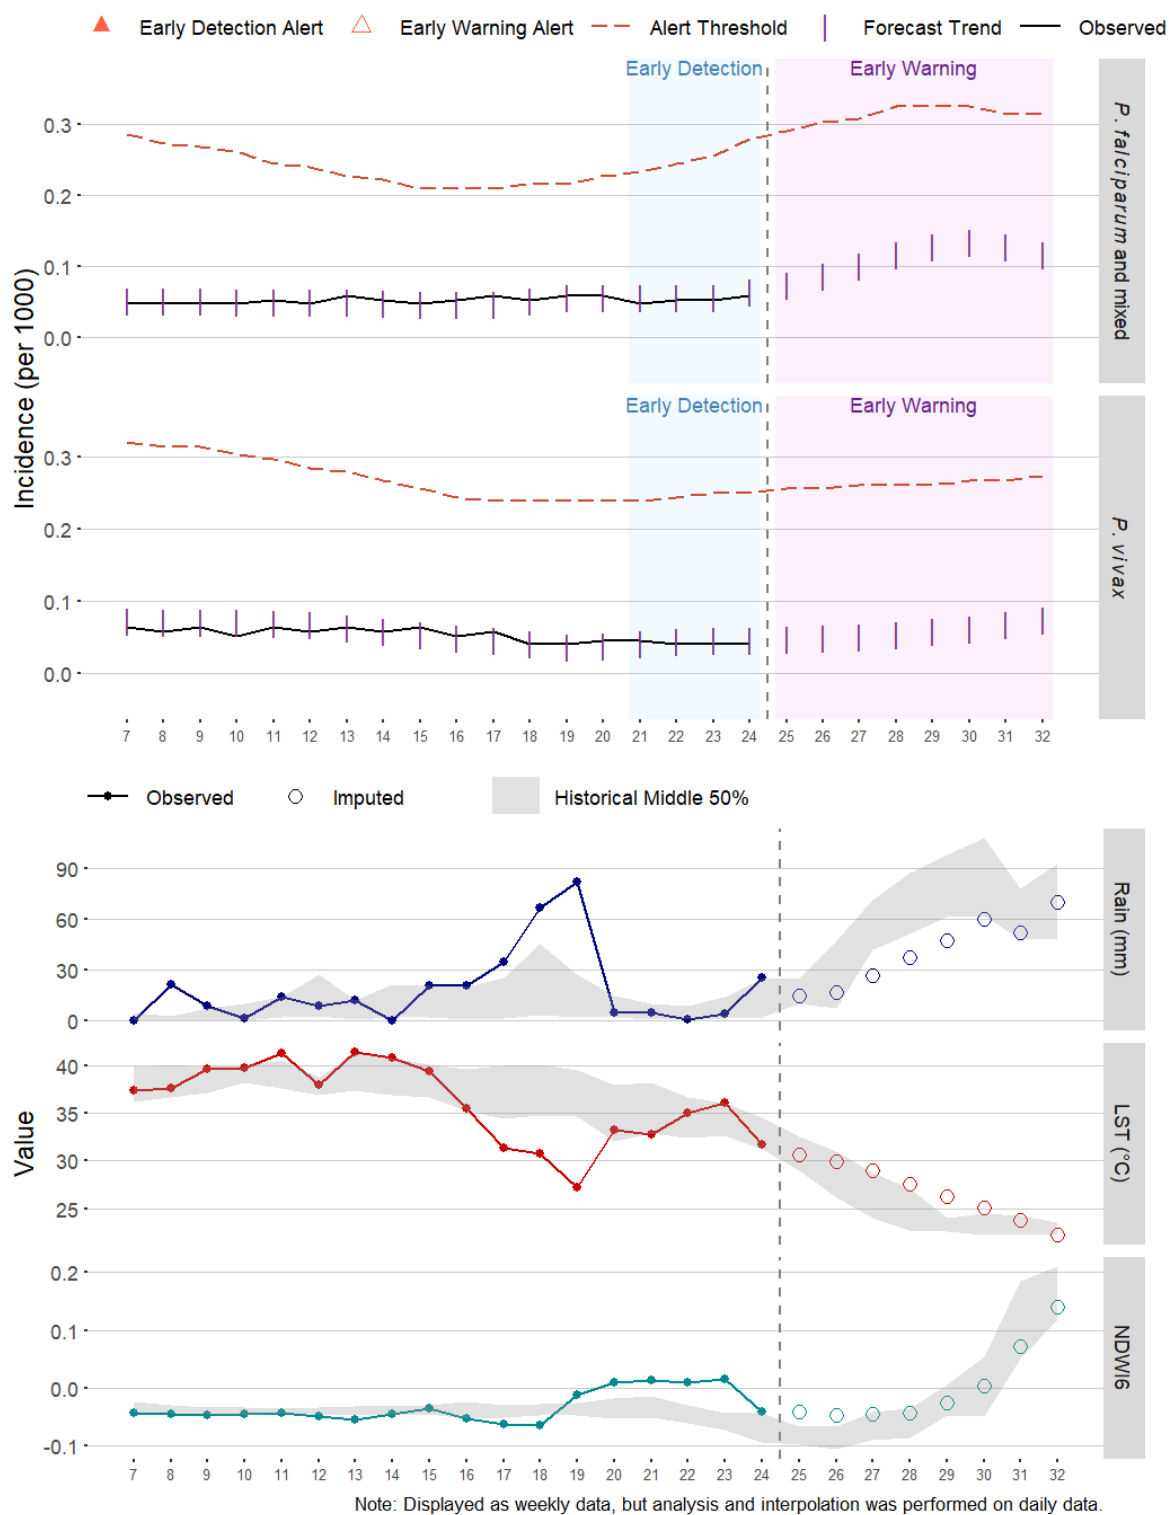 Early Detection Alert Early Warning Alert Alert Threshold Forecast Trend Observed
Early Detection Early Warning
0.3
0.2
0.1
0.0
P. falciparum and mixed
Incidence (per 1000)
Early Detection Early Warning
0.3
0.2
0.1
0.0
P. vivax
7 8 9 10 11 12 13 14 15 16 17 18 19 20 21 22 23 24 25 26 27 28 29 30 31 32
Observed Imputed Historical Middle 50%
90
60
30
0
Rain (mm)
40
35
30
25
LST (°C)
Value
0.2
0.1
0.0
-0.1
NDWI6
7 8 9 10 11 12 13 14 15 16 17 18 19 20 21 22 23 24 25 26 27 28 29 30 31 32
Note: Displayed as weekly data, but analysis and interpolation was performed on daily data.